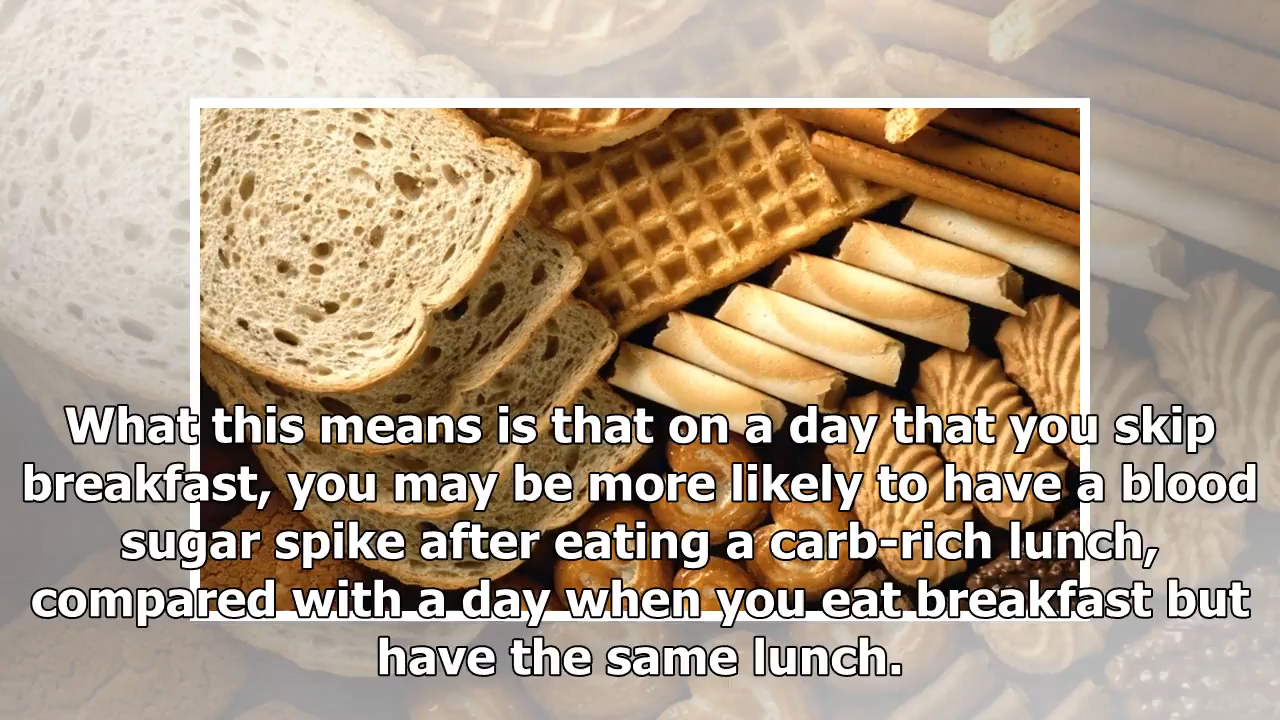 What this means is that on a day that you skip
breakfast, you may be more likely to have a blood
sugar spike after eating a carb-rich lunch,
compared with a day when you eat breakfast but
have the same lunch.